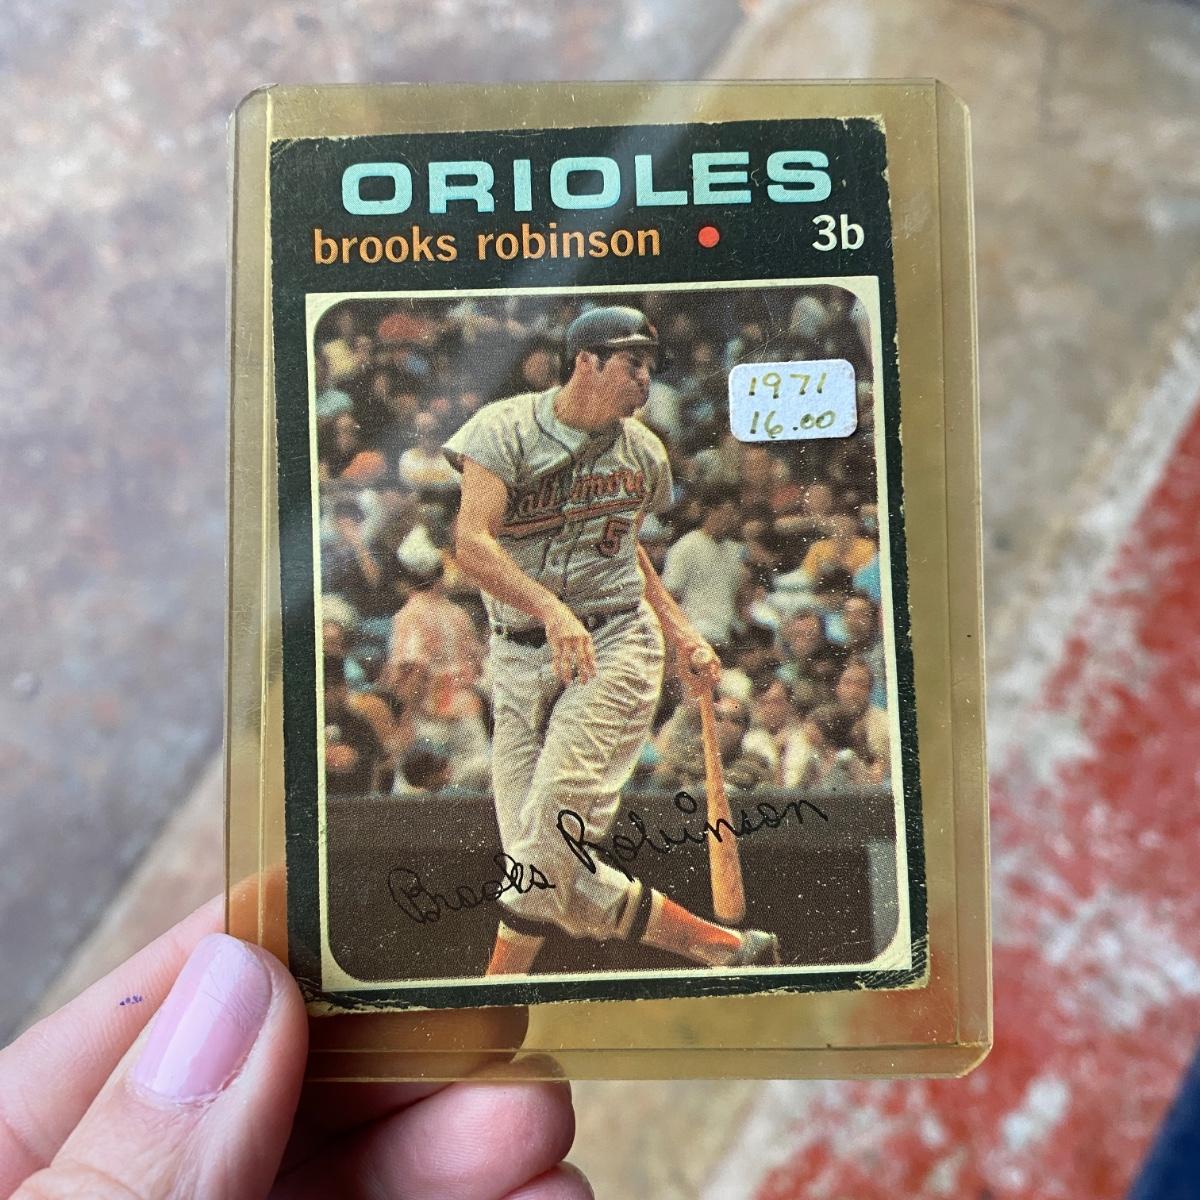 ORIOLES
brooks robinson • 3b
1971
16.00
Baltimore
5
Brooks Robinson